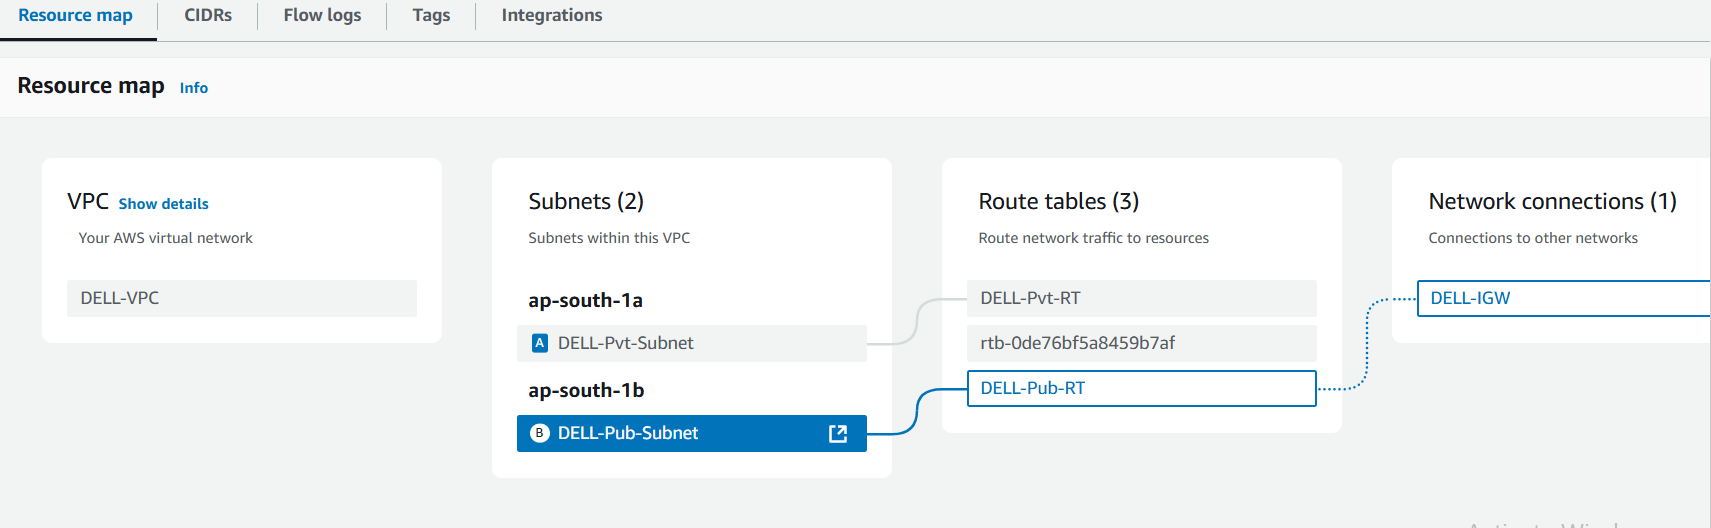 Resource map
CIDRs
Flow logs
Tags
Integrations
Resource map Info
VPC Show details
Your AWS virtual network
DELL-VPC
Subnets (2)
Subnets within this VPC
ap-south-1a
A DELL-Pvt-Subnet
ap-south-1b
B DELL-Pub-Subnet
Route tables (3)
Route network traffic to resources
DELL-Pvt-RT
rtb-0de76bf5a8459b7af
DELL-Pub-RT
Network connections (1)
Connections to other networks
DELL-IGW